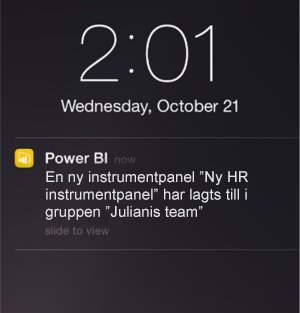 2:01
Wednesday, October 21
Power BI now
En ny instrumentpanel ”Ny HR
instrumentpanel” har lagts till i
gruppen ”Julianis team”
slide to view